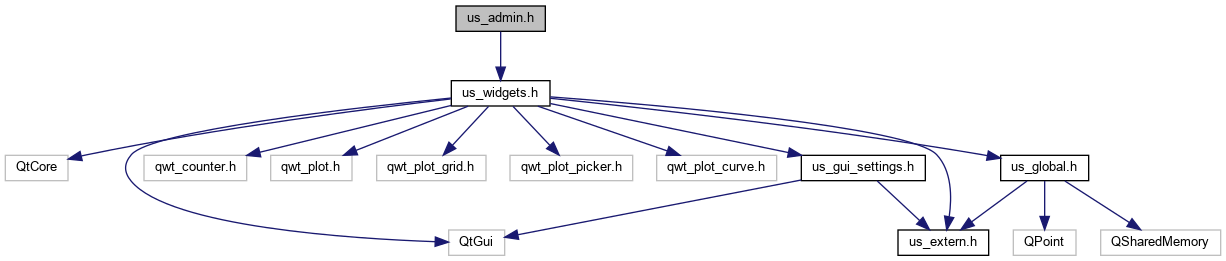 us_admin.h
us_widgets.h
QtCore
qwt_counter.h
qwt_plot.h
qwt_plot_grid.h
qwt_plot_picker.h
qwt_plot_curve.h
us_gui_settings.h
us_global.h
QtGui
us_extern.h
QPoint
QSharedMemory